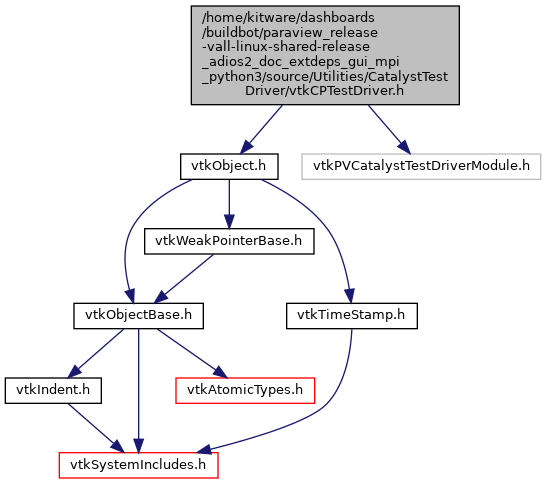 /home/kitware/dashboards
/buildbot/paraview_release
-vall-linux-shared-release
_adios2_doc_extdeps_gui_mpi
_python3/source/Utilities/CatalystTest
Driver/vtkCPTestDriver.h
vtkObject.h
vtkPVCatalystTestDriverModule.h
vtkWeakPointerBase.h
vtkObjectBase.h
vtkTimeStamp.h
vtkIndent.h
vtkAtomicTypes.h
vtkSystemIncludes.h